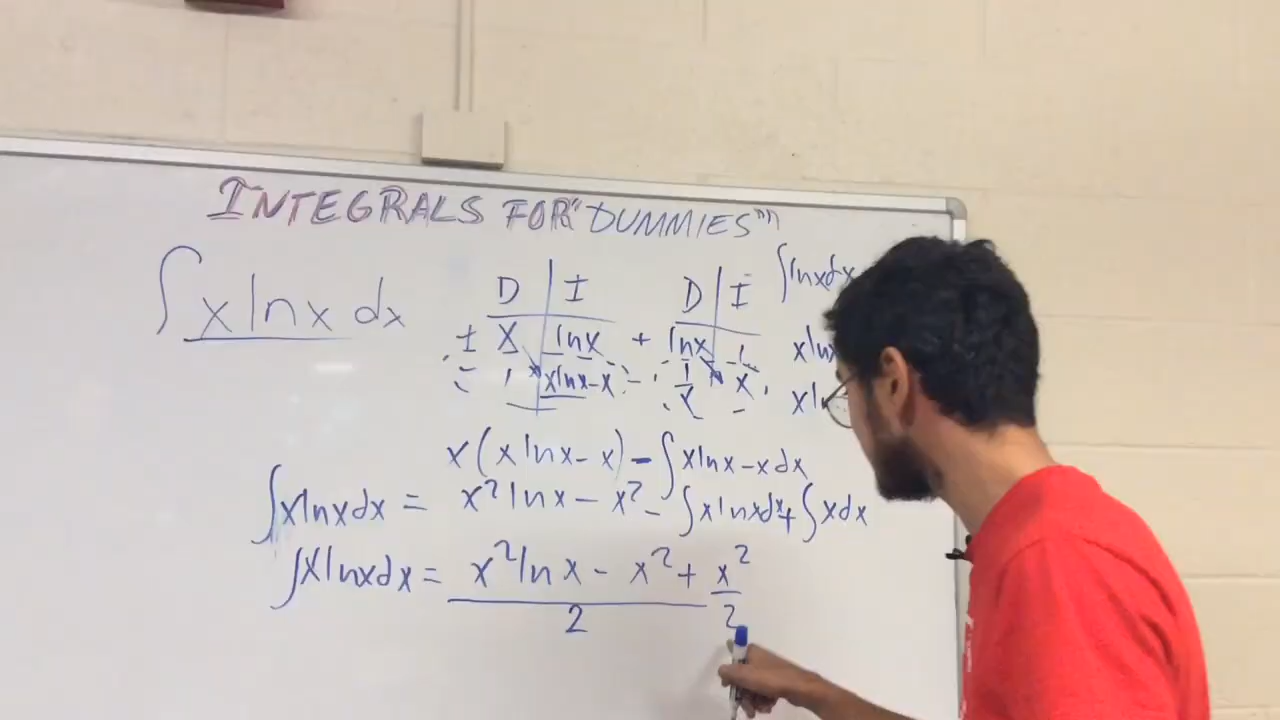 INTEGRALS FOR "DUMMIES"
∫ x ln x dx
D | I
± x | ln x
- 1 | x ln x - x
D | I
+ ln x | 1
- 1/x | x
∫ ln x dx
x ln x
x(x ln x - x) - ∫ x ln x - x dx
∫ x ln x dx = x² ln x - x² - ∫ x ln x dx + ∫ x dx
∫ x ln x dx = x² ln x - x² + x²/2
2